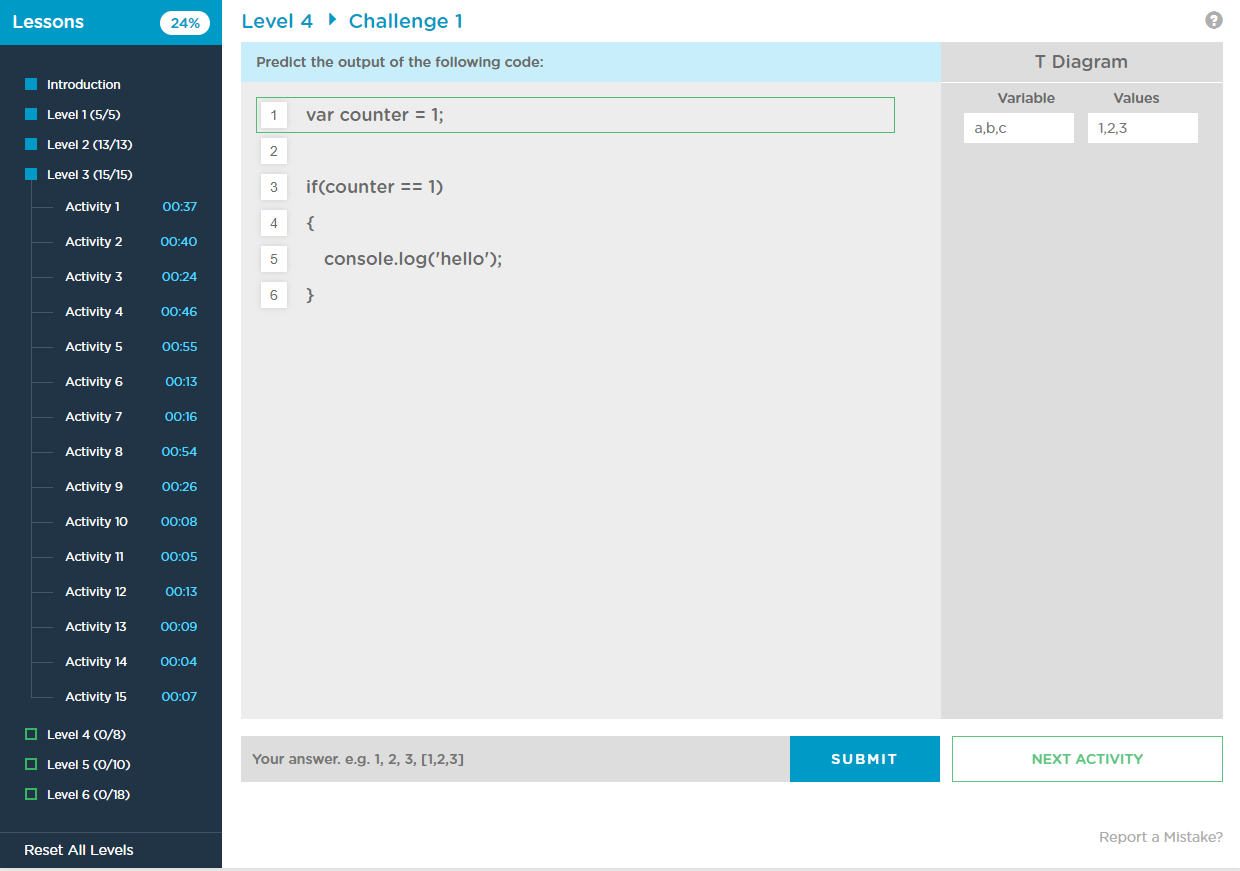 Lessons 24%
Introduction
Level 1 (5/5)
Level 2 (13/13)
Level 3 (15/15)
Activity 1 00:37
Activity 2 00:40
Activity 3 00:24
Activity 4 00:46
Activity 5 00:55
Activity 6 00:13
Activity 7 00:16
Activity 8 00:54
Activity 9 00:26
Activity 10 00:08
Activity 11 00:05
Activity 12 00:13
Activity 13 00:09
Activity 14 00:04
Activity 15 00:07
Level 4 (0/8)
Level 5 (0/10)
Level 6 (0/18)
Reset All Levels
Level 4 Challenge 1
?
Predict the output of the following code:
1 var counter = 1;
2
3 if(counter == 1)
4 {
5 console.log('hello');
6 }
T Diagram
Variable Values
a,b,c 1,2,3
Your answer. e.g. 1, 2, 3, [1,2,3]
SUBMIT
NEXT ACTIVITY
Report a Mistake?